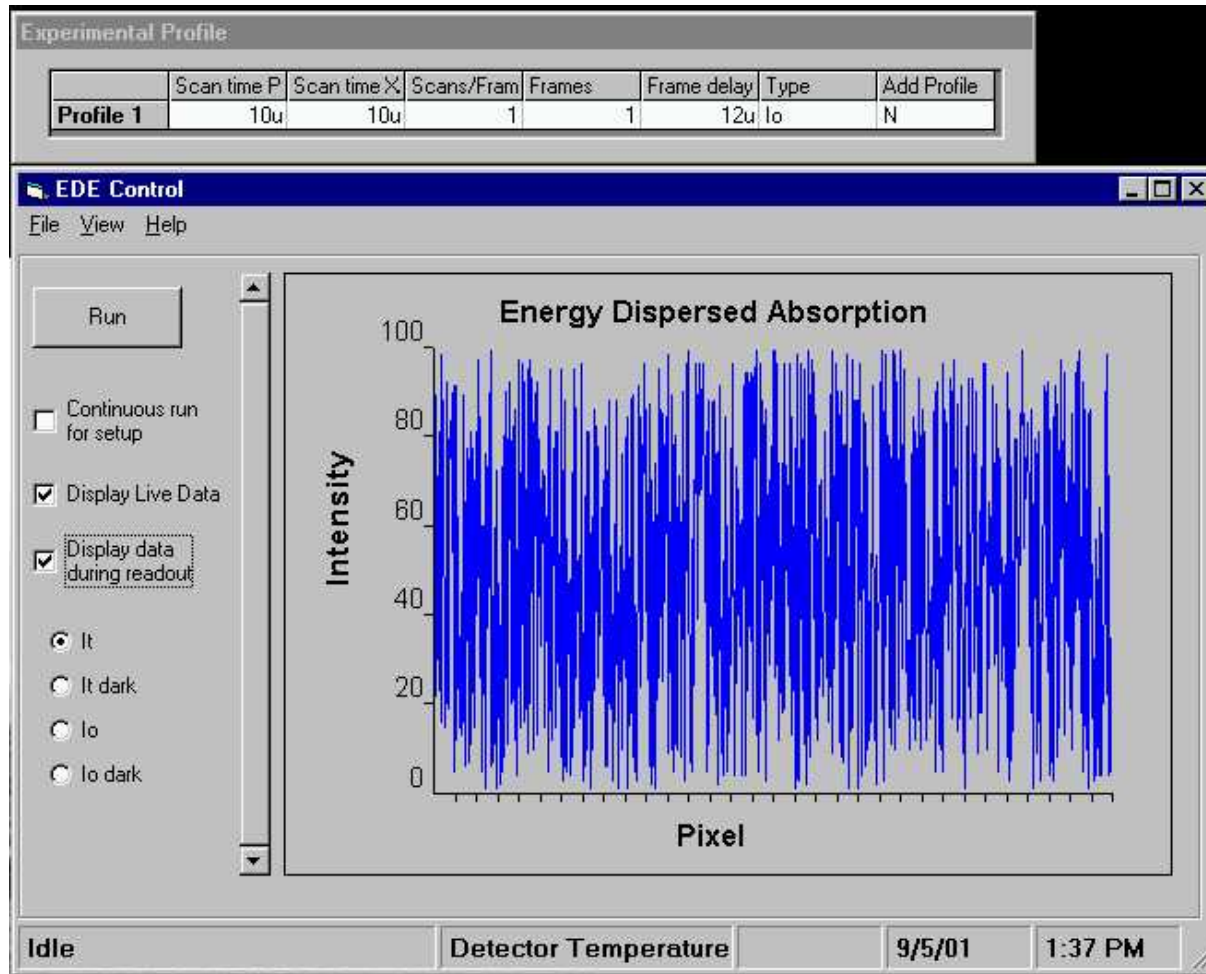 Experimental Profile
Scan time P Scan time X Scans/Fram Frames Frame delay Type Add Profile
Profile 1 10u 10u 1 1 12u Io N
EDE Control
File View Help
Run
Continuous run
for setup
Display Live Data
Display data
during readout
It
It dark
Io
Io dark
Energy Dispersed Absorption
Intensity
100
80
60
40
20
0
Pixel
Idle Detector Temperature 9/5/01 1:37 PM